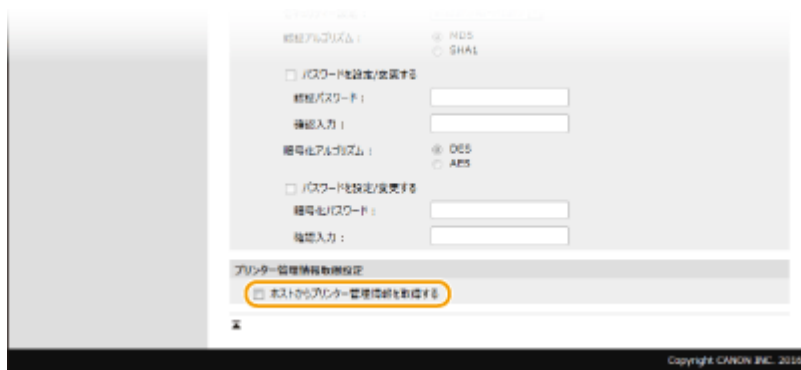 認証アルゴリズム：
MD5
SHA1
パスワードを設定/変更する
認証パスワード：
確認入力：
暗号化アルゴリズム：
DES
AES
パスワードを設定/変更する
暗号化パスワード：
確認入力：
プリンター管理情報取得設定
ホストからプリンター管理情報を取得する
Copyright CANON INC. 2016